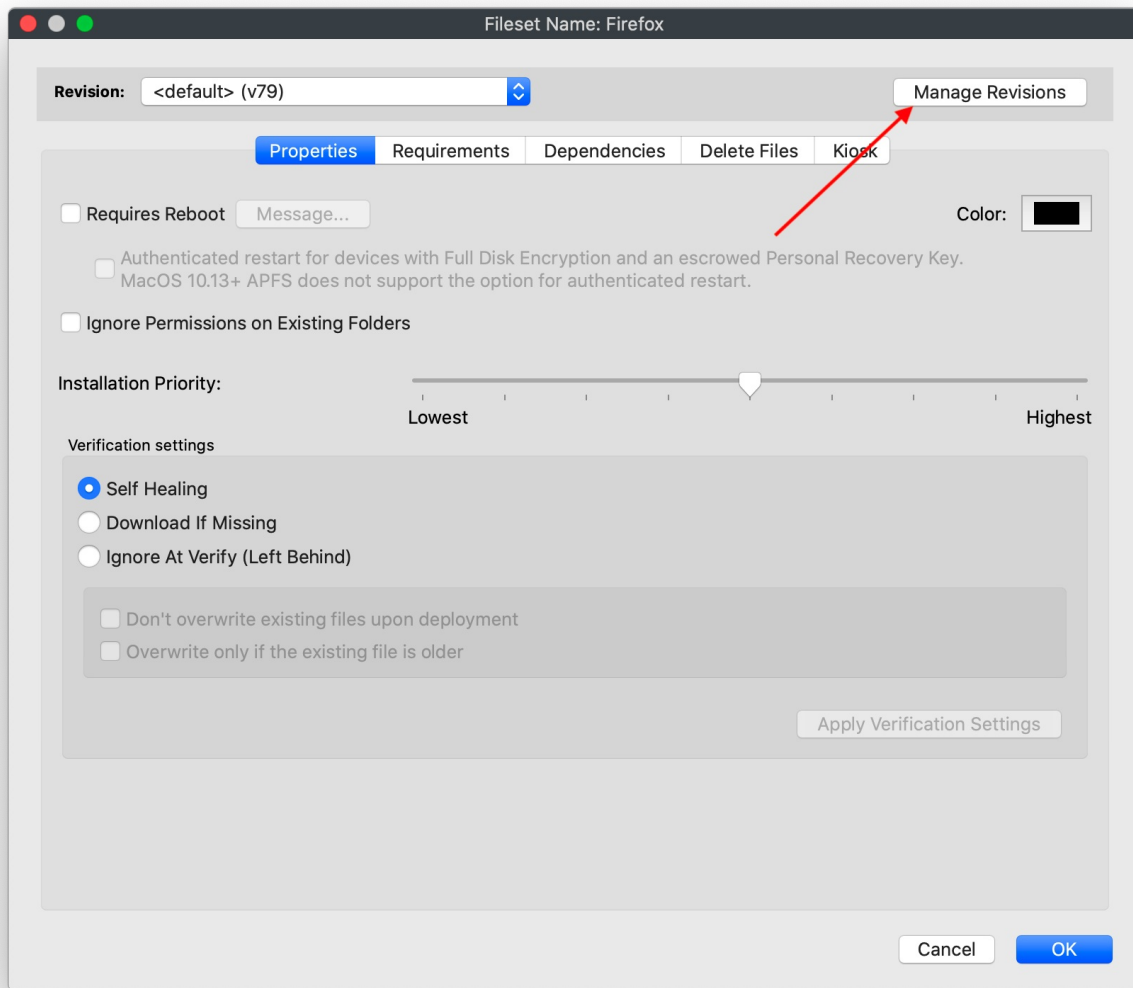 Fileset Name: Firefox
Revision: <default> (v79) Manage Revisions
Properties Requirements Dependencies Delete Files Kiosk
Requires Reboot Message... Color:
Authenticated restart for devices with Full Disk Encryption and an escrowed Personal Recovery Key.
MacOS 10.13+ APFS does not support the option for authenticated restart.
Ignore Permissions on Existing Folders
Installation Priority:
Lowest Highest
Verification settings
Self Healing
Download If Missing
Ignore At Verify (Left Behind)
Don't overwrite existing files upon deployment
Overwrite only if the existing file is older
Apply Verification Settings
Cancel OK